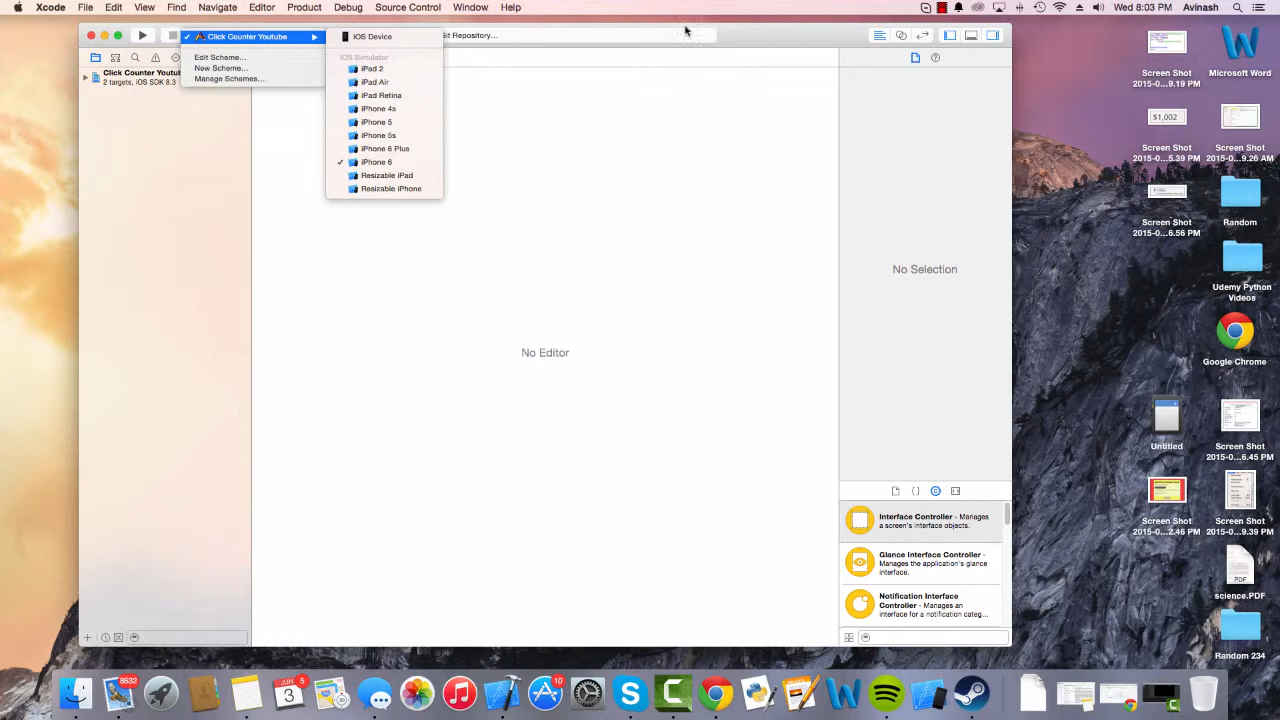 Xcode File Edit View Find Navigate Editor Product Debug Source Control Window Help
Wed 8:03 PM Avinash
Click Counter Youtube
Edit Scheme...
New Scheme...
Manage Schemes...
iOS Device
iOS Simulator
iPad 2
iPad Air
iPad Retina
iPhone 4s
iPhone 5
iPhone 5s
iPhone 6 Plus
iPhone 6
Resizable iPad
Resizable iPhone
Repository...
Click Counter Youtub
2 targets, iOS SDK 8.3
No Editor
No Selection
Interface Controller - Manages
a screen's interface objects.
Glance Interface Controller -
Manages the application's glance
interface.
Notification Interface
Controller - Manages an
interface for a notification categ...
Screen Shot
2015-0...9.19 PM
Microsoft Word
$1,002
Screen Shot
2015-0...5.39 PM
Screen Shot
2015-0...9.26 AM
Screen Shot
2015-0...6.56 PM
Random
Udemy Python
Videos
Google Chrome
Untitled
Screen Shot
2015-0...6.45 PM
Screen Shot
2015-0...2.46 PM
Screen Shot
2015-0...9.39 PM
PDF
science.PDF
Random 234
8632
JUN
3
5
10